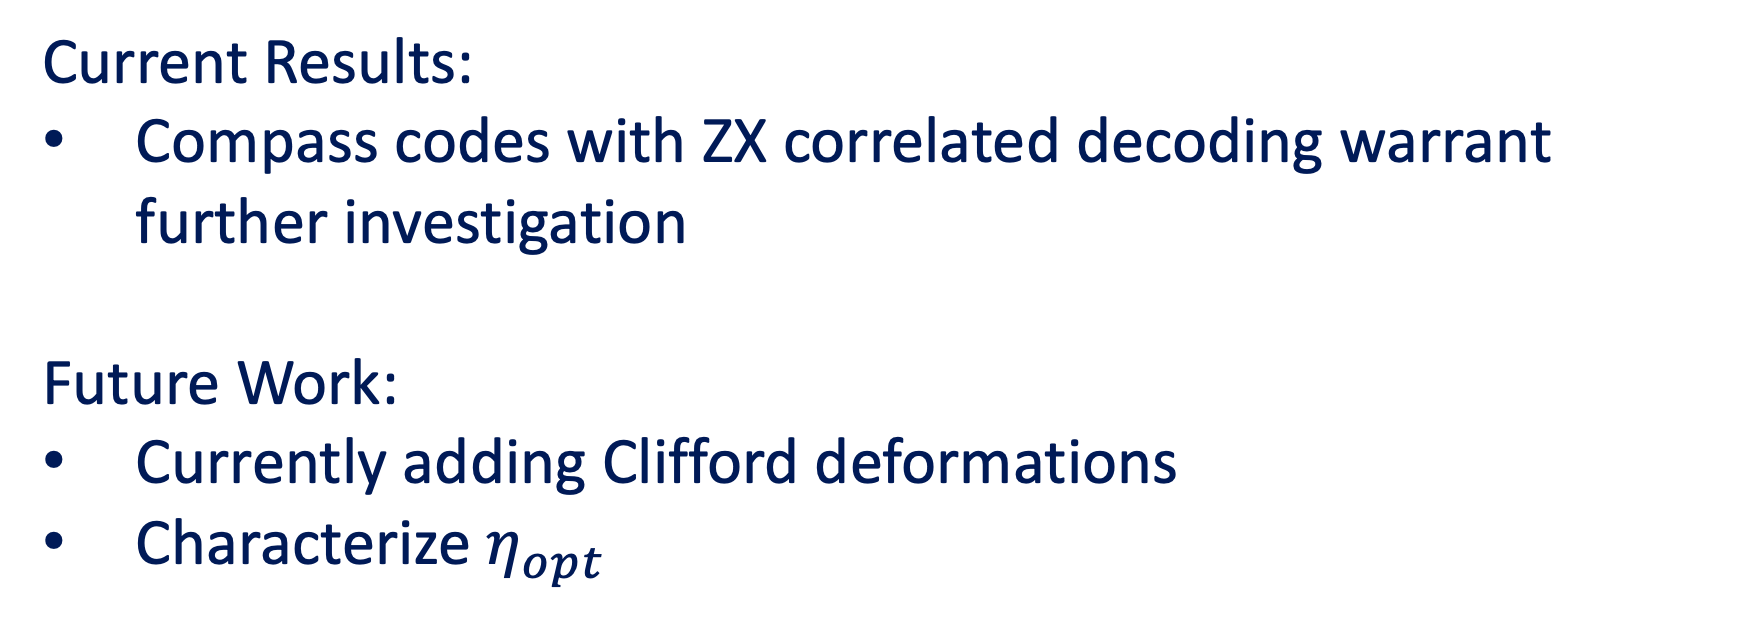 Current Results:
• Compass codes with ZX correlated decoding warrant
further investigation
Future Work:
• Currently adding Clifford deformations
• Characterize η_opt